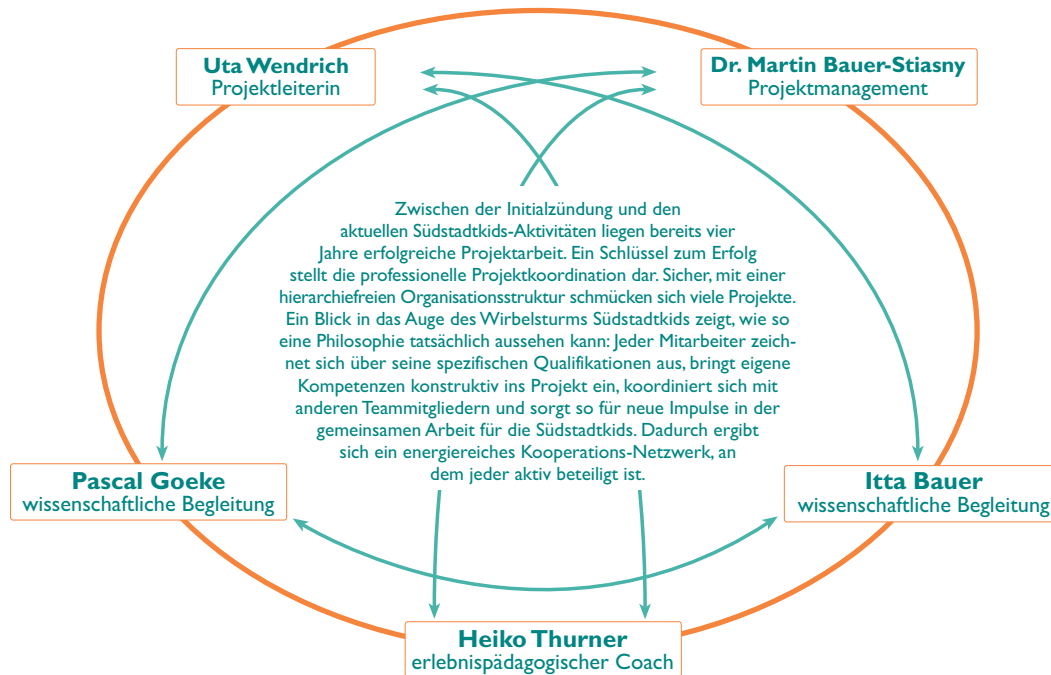 Uta Wendrich
Projektleiterin
Dr. Martin Bauer-Stiasny
Projektmanagement
Zwischen der Initialzündung und den
aktuellen Südstadtkids-Aktivitäten liegen bereits vier
Jahre erfolgreiche Projektarbeit. Ein Schlüssel zum Erfolg
stellt die professionelle Projektkoordination dar. Sicher, mit einer
hierarchiefreien Organisationsstruktur schmücken sich viele Projekte.
Ein Blick in das Auge des Wirbelsturms Südstadtkids zeigt, wie so
eine Philosophie tatsächlich aussehen kann: Jeder Mitarbeiter zeich-
net sich über seine spezifischen Qualifikationen aus, bringt eigene
Kompetenzen konstruktiv ins Projekt ein, koordiniert sich mit
anderen Teammitgliedern und sorgt so für neue Impulse in der
gemeinsamen Arbeit für die Südstadtkids. Dadurch ergibt
sich ein energiereiches Kooperations-Netzwerk, an
dem jeder aktiv beteiligt ist.
Pascal Goeke
wissenschaftliche Begleitung
Itta Bauer
wissenschaftliche Begleitung
Heiko Thurner
erlebnispädagogischer Coach